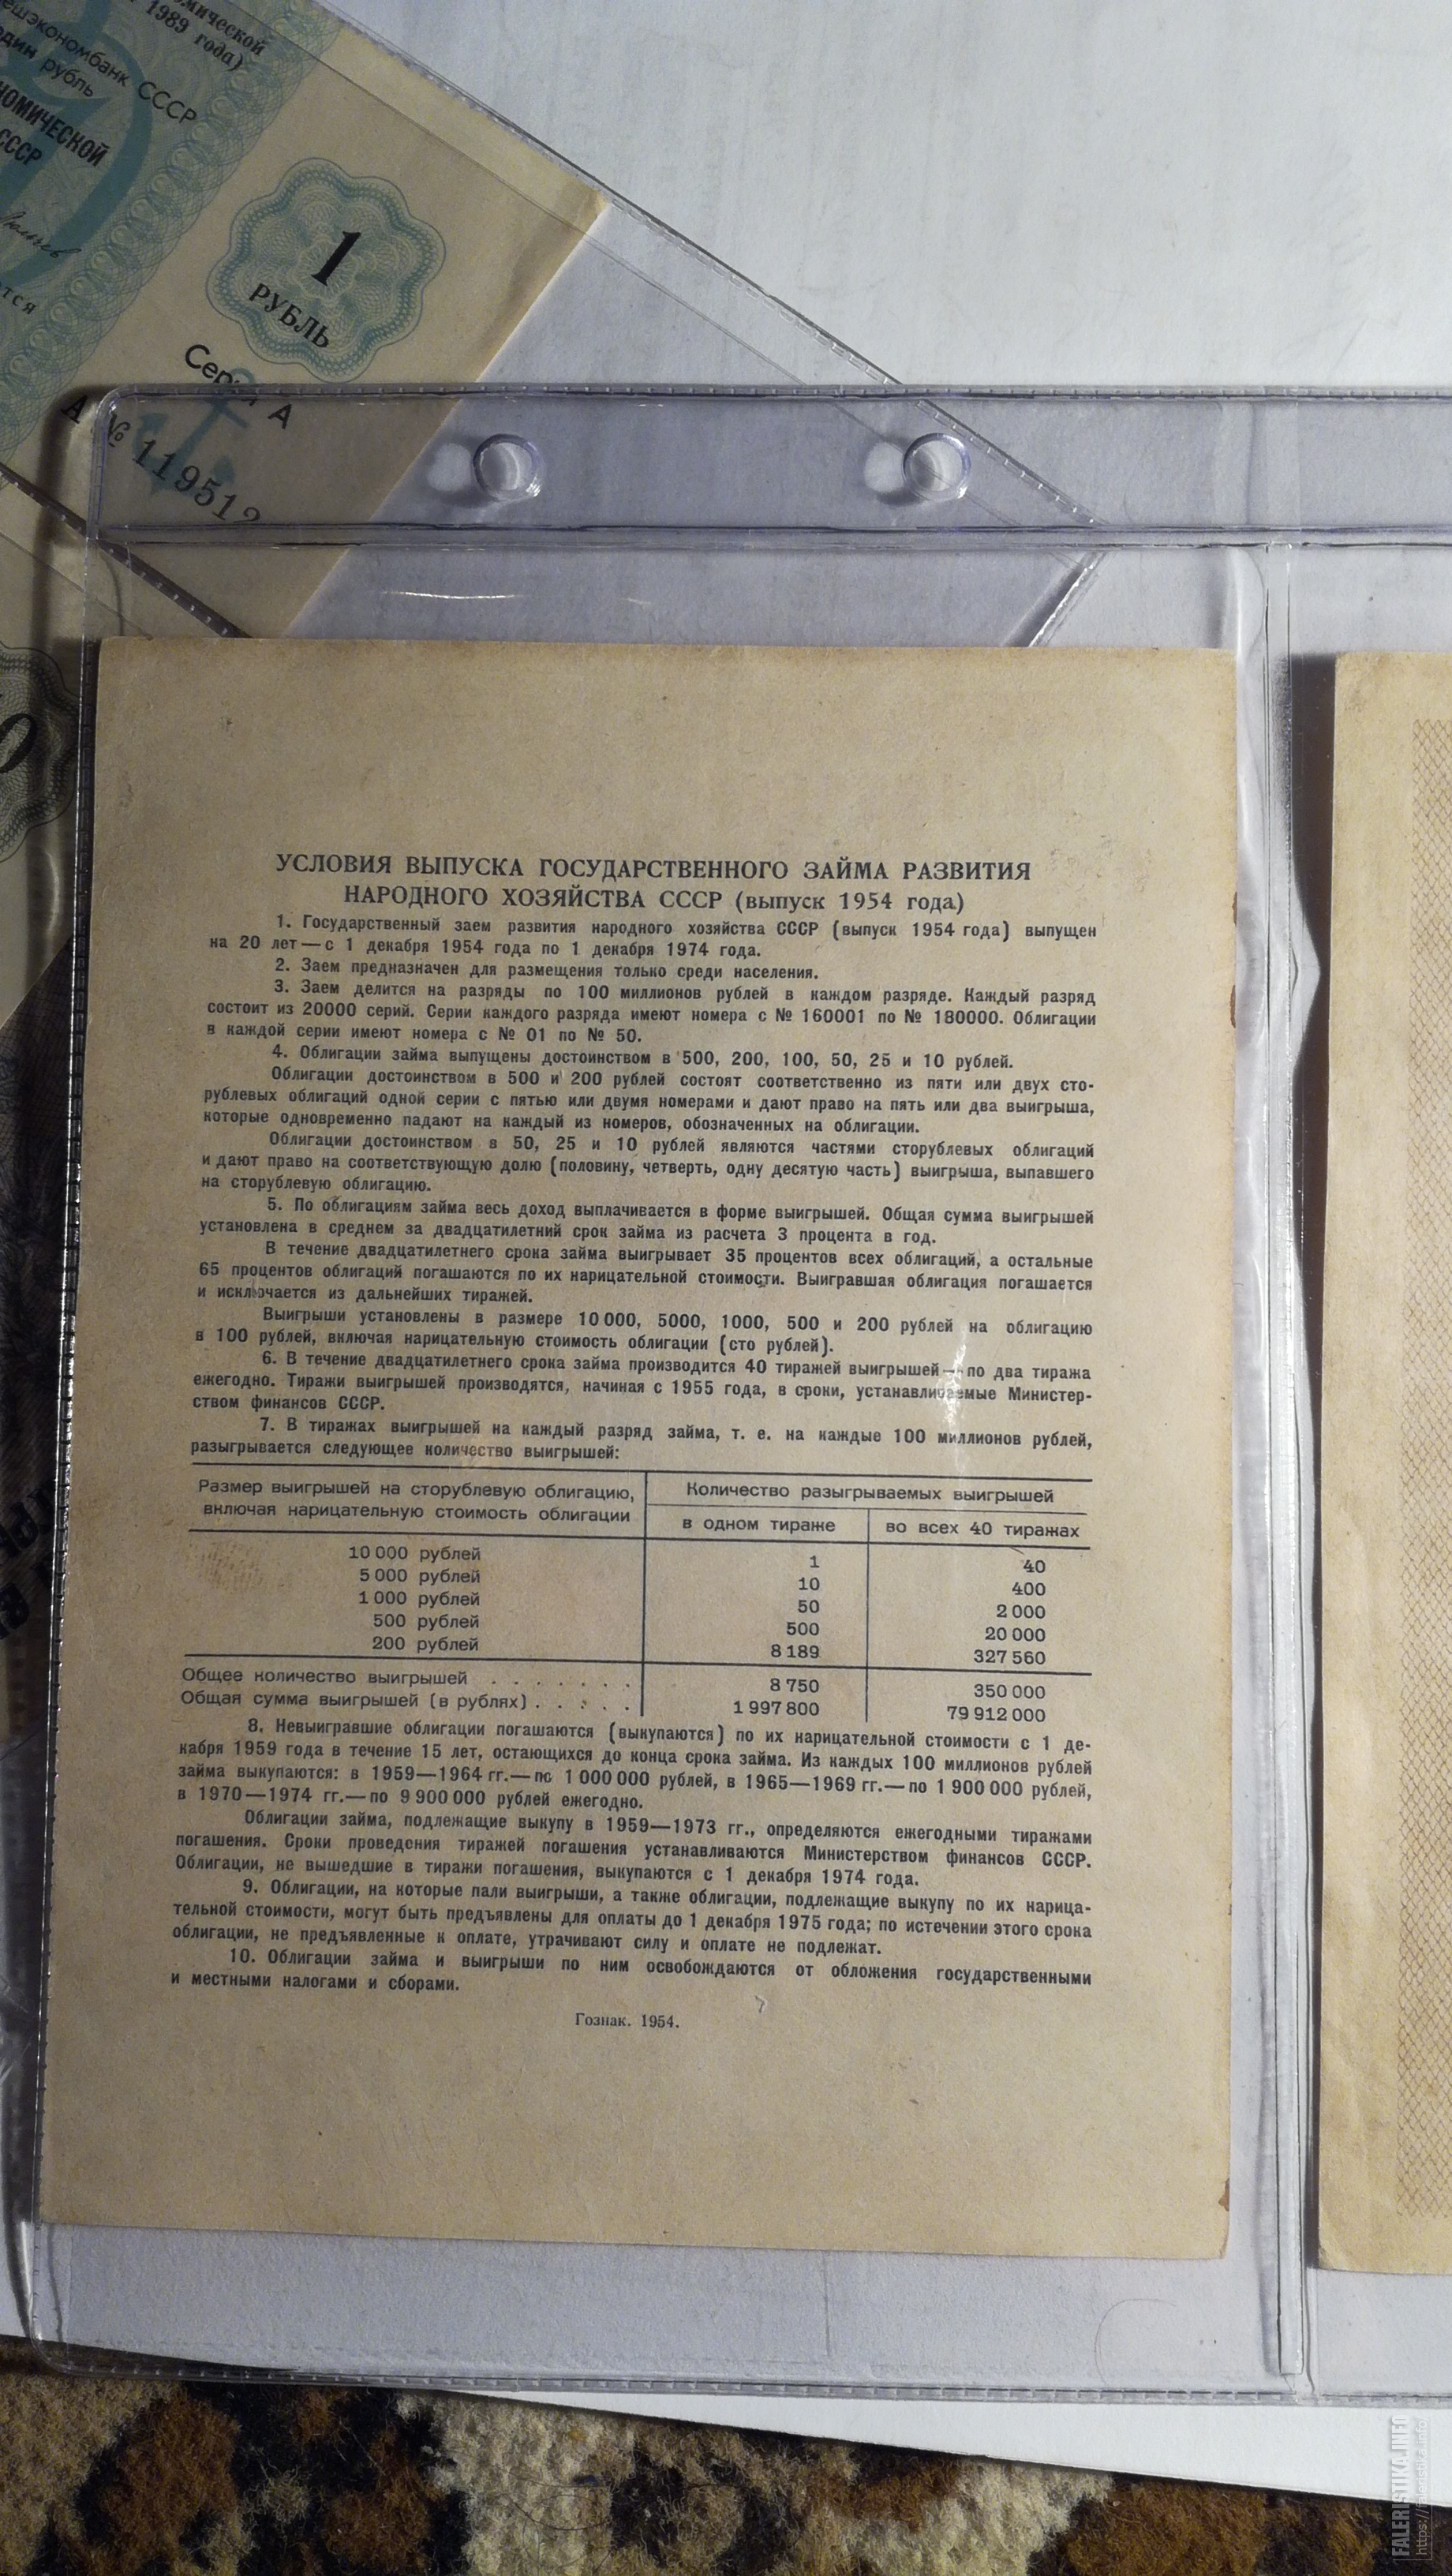 мической
1989 года)
ешэкономбанк СССР
один рубль
НОМИЧЕСКОЙ
СССР
тся
1
РУБЛЬ
Серия А
А № 119512
УСЛОВИЯ ВЫПУСКА ГОСУДАРСТВЕННОГО ЗАЙМА РАЗВИТИЯ
НАРОДНОГО ХОЗЯЙСТВА СССР (выпуск 1954 года)
1. Государственный заем развития народного хозяйства СССР (выпуск 1954 года) выпущен
на 20 лет — с 1 декабря 1954 года по 1 декабря 1974 года.
2. Заем предназначен для размещения только среди населения.
3. Заем делится на разряды по 100 миллионов рублей в каждом разряде. Каждый разряд
состоит из 20000 серий. Серии каждого разряда имеют номера с № 160001 по № 180000. Облигации
в каждой серии имеют номера с № 01 по № 50.
4. Облигации займа выпущены достоинством в 500, 200, 100, 50, 25 и 10 рублей.
Облигации достоинством в 500 и 200 рублей состоят соответственно из пяти или двух сто-
рублевых облигаций одной серии с пятью или двумя номерами и дают право на пять или два выигрыша,
которые одновременно падают на каждый из номеров, обозначенных на облигации.
Облигации достоинством в 50, 25 и 10 рублей являются частями сторублевых облигаций
и дают право на соответствующую долю (половину, четверть, одну десятую часть) выигрыша, выпавшего
на сторублевую облигацию.
5. По облигациям займа весь доход выплачивается в форме выигрышей. Общая сумма выигрышей
установлена в среднем за двадцатилетний срок займа из расчета 3 процента в год.
В течение двадцатилетнего срока займа выигрывает 35 процентов всех облигаций, а остальные
65 процентов облигаций погашаются по их нарицательной стоимости. Выигравшая облигация погашается
и исключается из дальнейших тиражей.
Выигрыши установлены в размере 10 000, 5000, 1000, 500 и 200 рублей на облигацию
в 100 рублей, включая нарицательную стоимость облигации (сто рублей).
6. В течение двадцатилетнего срока займа производится 40 тиражей выигрышей — по два тиража
ежегодно. Тиражи выигрышей производятся, начиная с 1955 года, в сроки, устанавливаемые Министер-
ством финансов СССР.
7. В тиражах выигрышей на каждый разряд займа, т. е. на каждые 100 миллионов рублей,
разыгрывается следующее количество выигрышей:
Размер выигрышей на сторублевую облигацию, Количество разыгрываемых выигрышей
включая нарицательную стоимость облигации в одном тираже во всех 40 тиражах
10 000 рублей 1 40
5 000 рублей 10 400
1 000 рублей 50 2 000
500 рублей 500 20 000
200 рублей 8 189 327 560
Общее количество выигрышей . . . . . . . 8 750 350 000
Общая сумма выигрышей (в рублях) . . . . . 1 997 800 79 912 000
8. Невыигравшие облигации погашаются (выкупаются) по их нарицательной стоимости с 1 де-
кабря 1959 года в течение 15 лет, остающихся до конца срока займа. Из каждых 100 миллионов рублей
займа выкупаются: в 1959—1964 гг.—по 1 000 000 рублей, в 1965—1969 гг.—по 1 900 000 рублей,
в 1970—1974 гг.—по 9 900 000 рублей ежегодно.
Облигации займа, подлежащие выкупу в 1959—1973 гг., определяются ежегодными тиражами
погашения. Сроки проведения тиражей погашения устанавливаются Министерством финансов СССР.
Облигации, не вышедшие в тиражи погашения, выкупаются с 1 декабря 1974 года.
9. Облигации, на которые пали выигрыши, а также облигации, подлежащие выкупу по их нарица-
тельной стоимости, могут быть предъявлены для оплаты до 1 декабря 1975 года; по истечении этого срока
облигации, не предъявленные к оплате, утрачивают силу и оплате не подлежат.
10. Облигации займа и выигрыши по ним освобождаются от обложения государственными
и местными налогами и сборами.
Гознак. 1954.
FALERISTIKA.INFO
https://faleristika.info